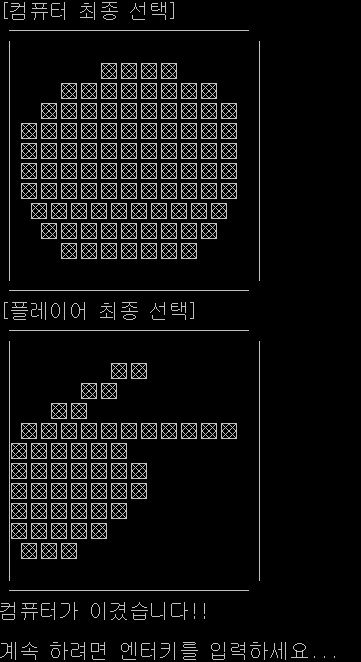 [컴퓨터 최종 선택]
[플레이어 최종 선택]
컴퓨터가 이겼습니다!!
계속 하려면 엔터키를 입력하세요...